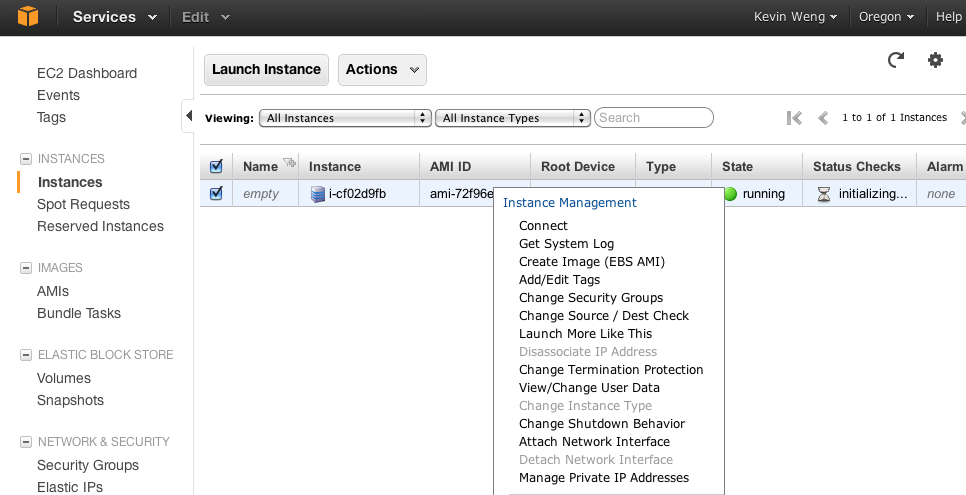 Services Edit Kevin Weng Oregon Help
EC2 Dashboard
Events
Tags
INSTANCES
Instances
Spot Requests
Reserved Instances
IMAGES
AMIs
Bundle Tasks
ELASTIC BLOCK STORE
Volumes
Snapshots
NETWORK & SECURITY
Security Groups
Elastic IPs
Launch Instance Actions
Viewing: All Instances All Instance Types Search 1 to 1 of 1 Instances
Name Instance AMI ID Root Device Type State Status Checks Alarm
empty i-cf02d9fb ami-72f96e running initializing... none
Instance Management
Connect
Get System Log
Create Image (EBS AMI)
Add/Edit Tags
Change Security Groups
Change Source / Dest Check
Launch More Like This
Disassociate IP Address
Change Termination Protection
View/Change User Data
Change Instance Type
Change Shutdown Behavior
Attach Network Interface
Detach Network Interface
Manage Private IP Addresses